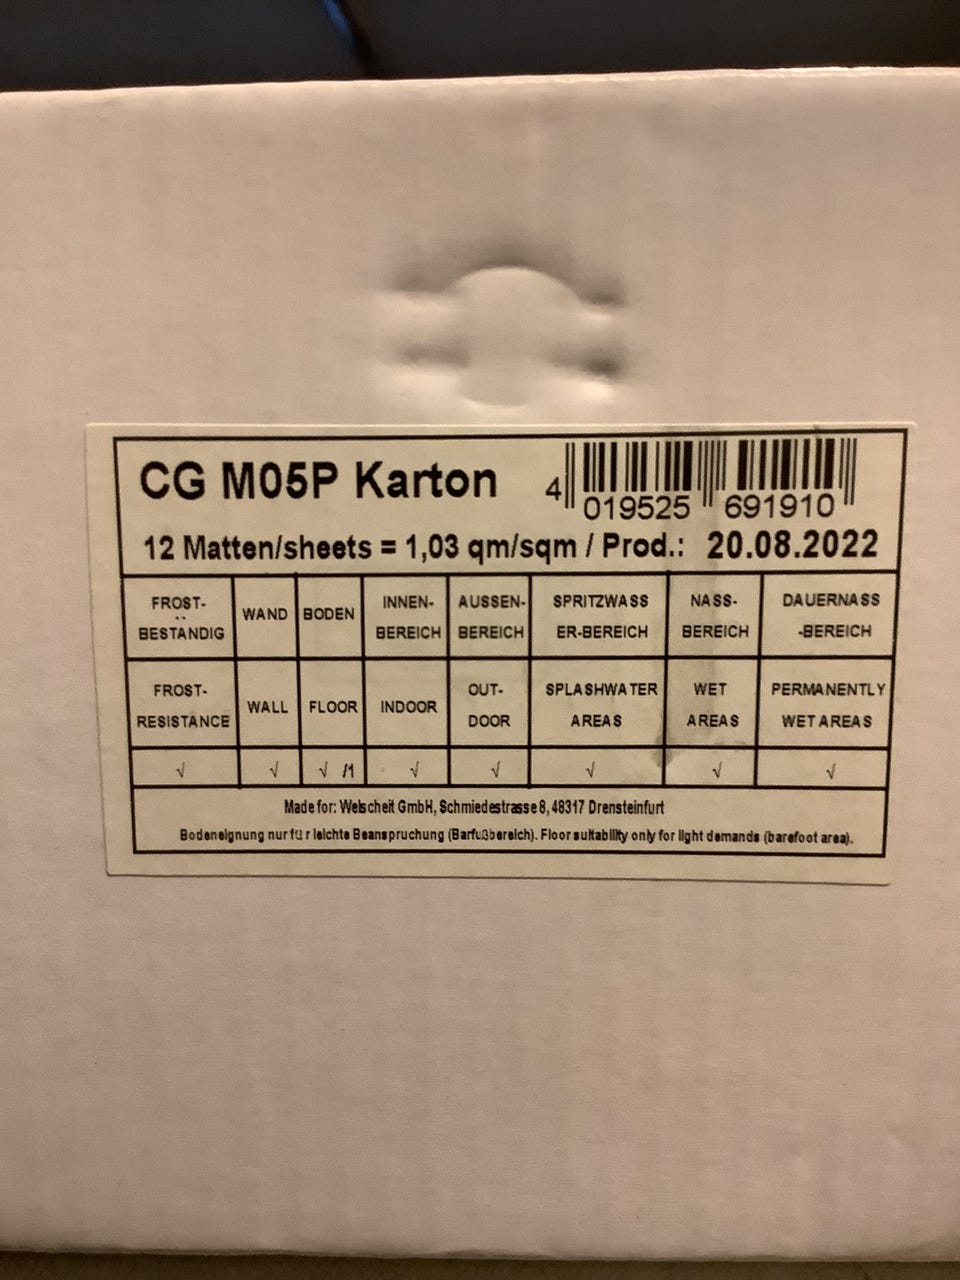 CG M05P Karton
4 019525 691910
12 Matten/sheets = 1,03 qm/sqm / Prod.: 20.08.2022
FROST-
BESTÄNDIG
WAND
BODEN
INNEN-
BEREICH
AUSSEN-
BEREICH
SPRITZWASS
ER-BEREICH
NASS-
BEREICH
DAUERNASS
-BEREICH
FROST-
RESISTANCE
WALL
FLOOR
INDOOR
OUT-
DOOR
SPLASHWATER
AREAS
WET
AREAS
PERMANENTLY
WET AREAS
√ √ √ /1 √ √ √ √ √
Made for: Welscheit GmbH, Schmiedestrasse 8, 48317 Drensteinfurt
Bodeneignung nur für leichte Beanspruchung (Barfußbereich). Floor suitability only for light demands (barefoot area).